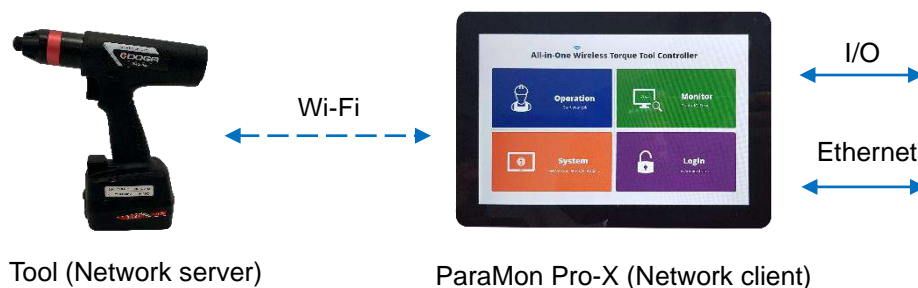 DOGA
Wi-Fi
Tool (Network server)
All-in-One Wireless Torque Tool Controller
Operation
Monitor
System
Login
ParaMon Pro-X (Network client)
I/O
Ethernet